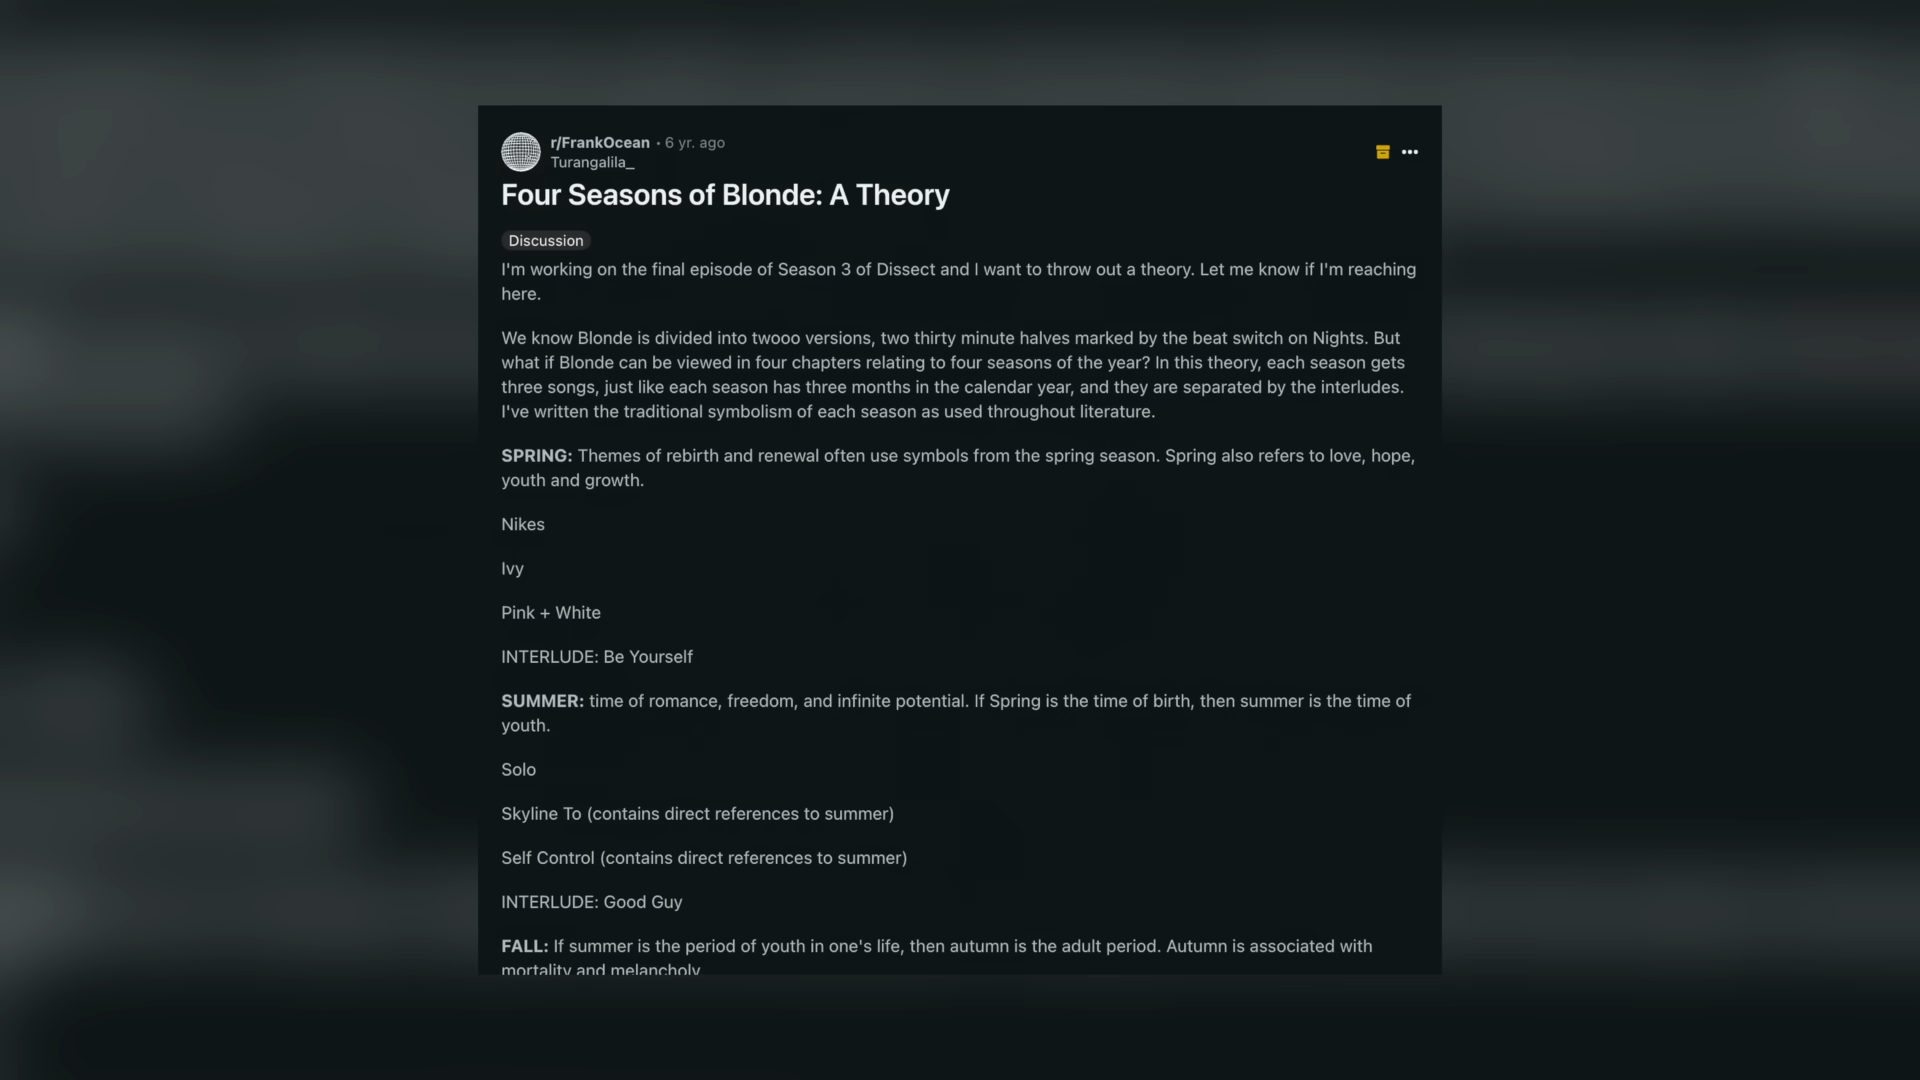 r/FrankOcean • 6 yr. ago
Turangalila_
Four Seasons of Blonde: A Theory
Discussion
I'm working on the final episode of Season 3 of Dissect and I want to throw out a theory. Let me know if I'm reaching
here.
We know Blonde is divided into twooo versions, two thirty minute halves marked by the beat switch on Nights. But
what if Blonde can be viewed in four chapters relating to four seasons of the year? In this theory, each season gets
three songs, just like each season has three months in the calendar year, and they are separated by the interludes.
I've written the traditional symbolism of each season as used throughout literature.
SPRING: Themes of rebirth and renewal often use symbols from the spring season. Spring also refers to love, hope,
youth and growth.
Nikes
Ivy
Pink + White
INTERLUDE: Be Yourself
SUMMER: time of romance, freedom, and infinite potential. If Spring is the time of birth, then summer is the time of
youth.
Solo
Skyline To (contains direct references to summer)
Self Control (contains direct references to summer)
INTERLUDE: Good Guy
FALL: If summer is the period of youth in one's life, then autumn is the adult period. Autumn is associated with
mortality and melancholy